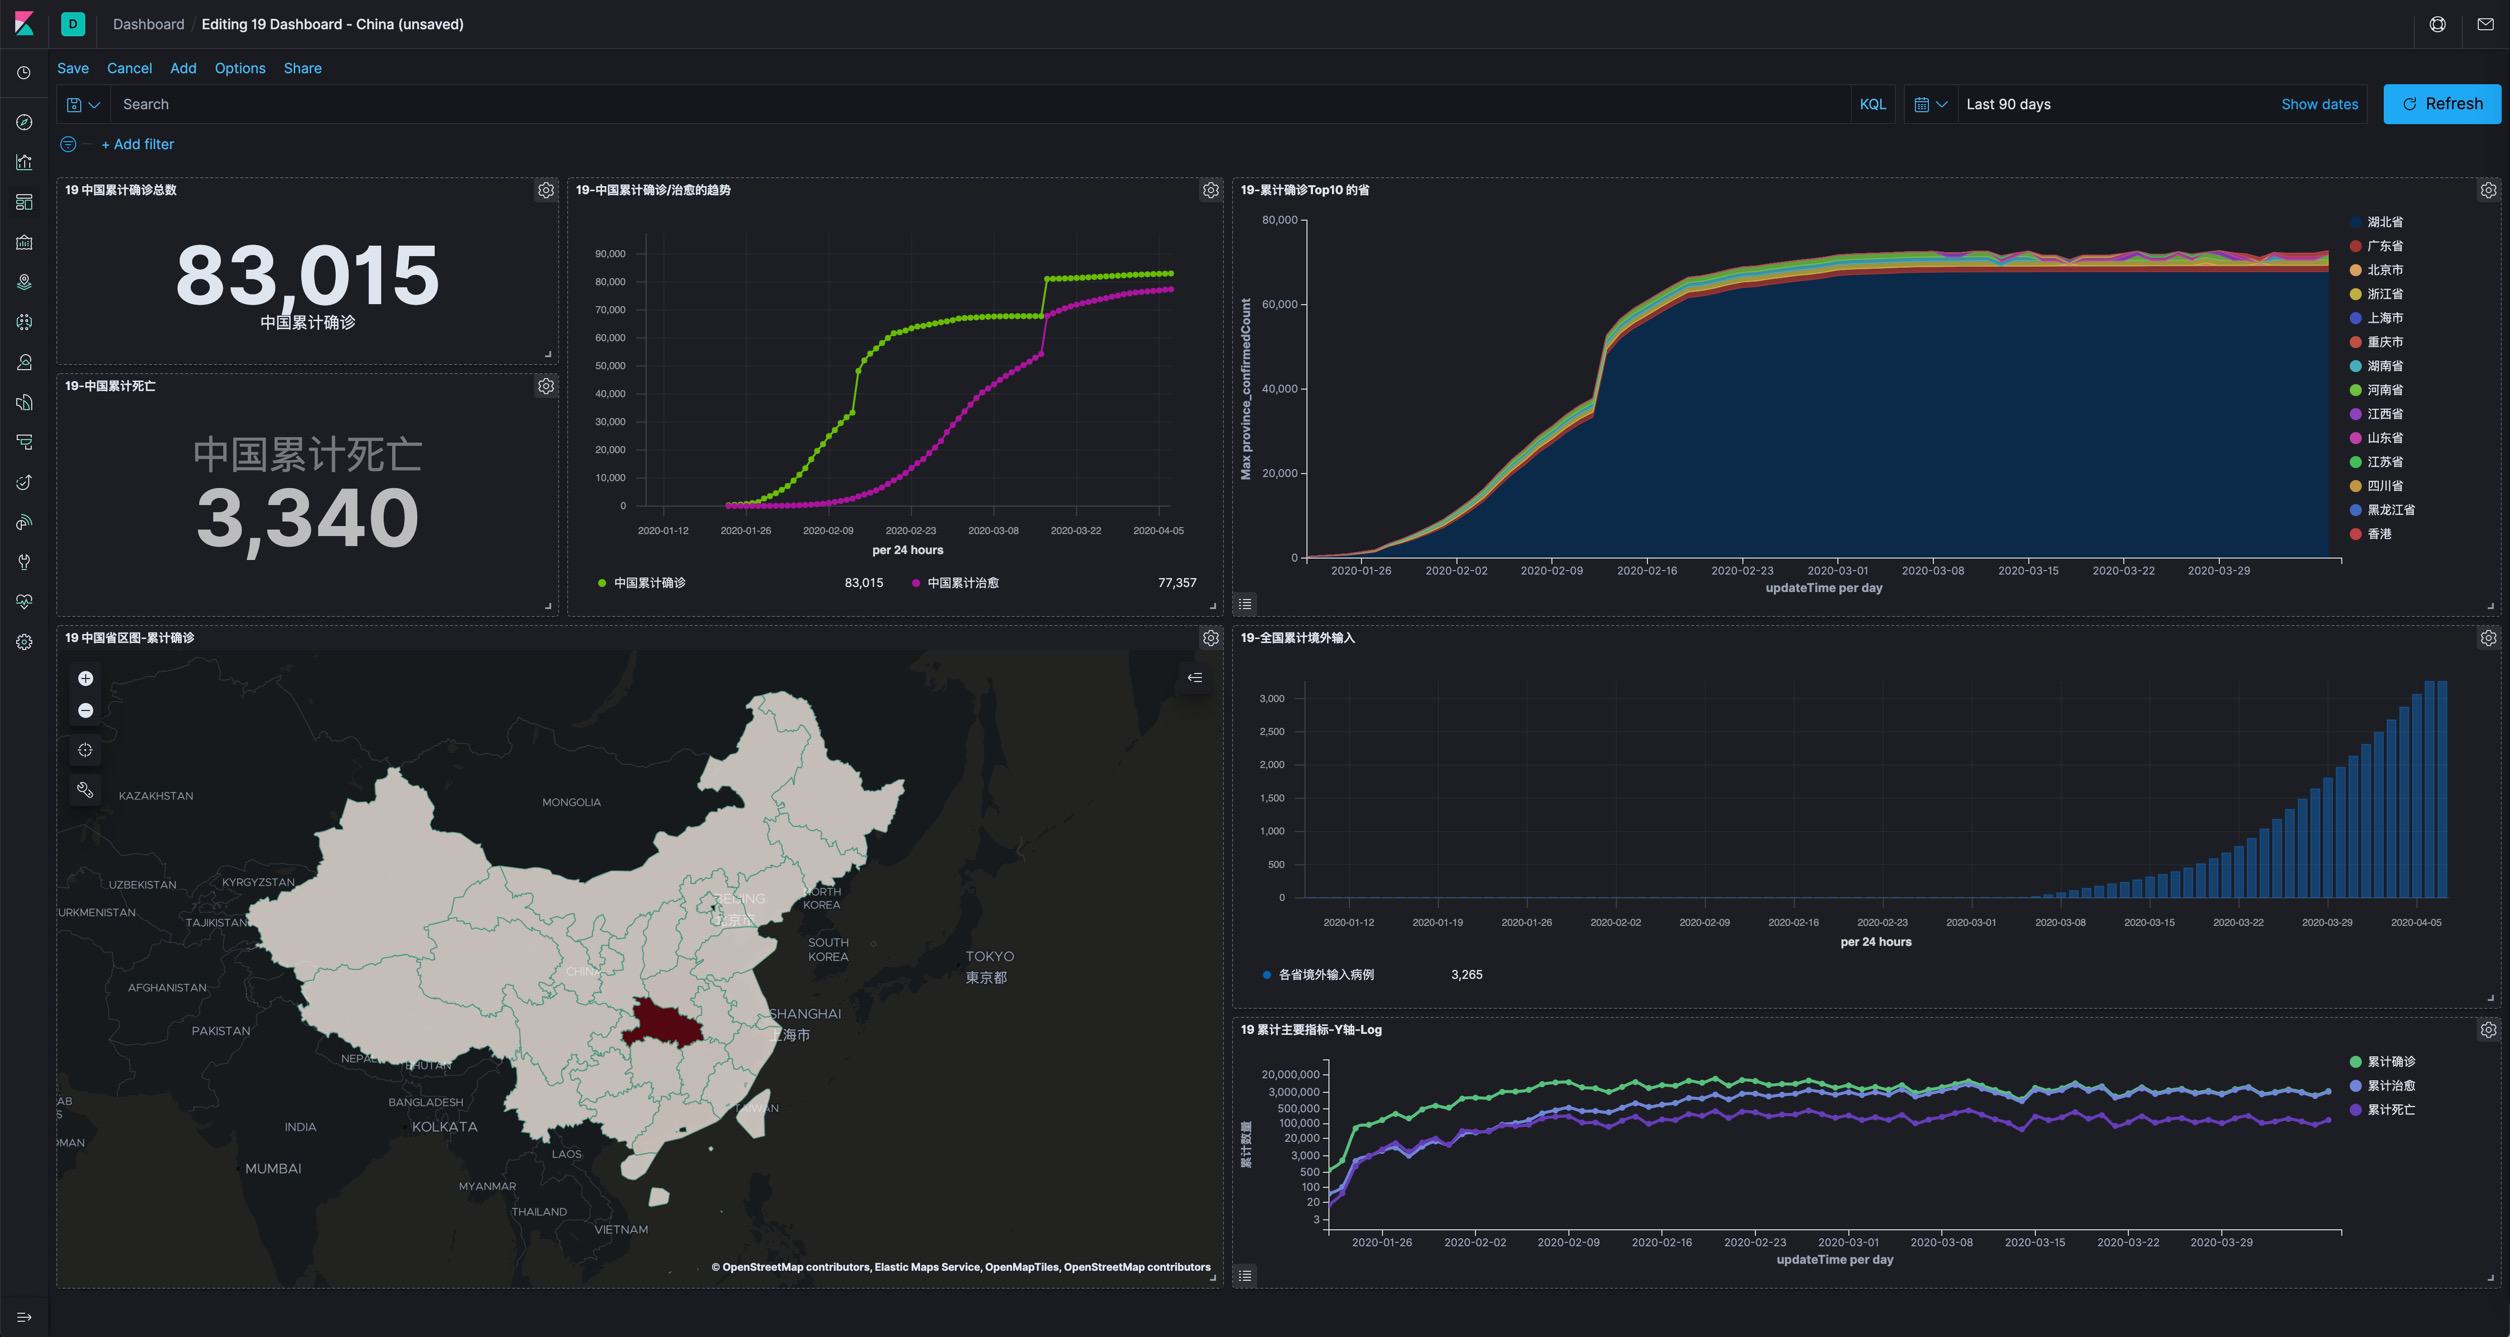 D
Dashboard / Editing 19 Dashboard - China (unsaved)
Save Cancel Add Options Share
Search
KQL
Last 90 days
Show dates
Refresh
+ Add filter
19 中国累计确诊总数
83,015
中国累计确诊
19-中国累计死亡
中国累计死亡
3,340
19-中国累计确诊/治愈的趋势
90,000
80,000
70,000
60,000
50,000
40,000
30,000
20,000
10,000
0
2020-01-12 2020-01-26 2020-02-09 2020-02-23 2020-03-08 2020-03-22 2020-04-05
per 24 hours
中国累计确诊 83,015 中国累计治愈 77,357
19-累计确诊Top10 的省
Max province_confirmedCount
80,000
60,000
40,000
20,000
0
2020-01-26 2020-02-02 2020-02-09 2020-02-16 2020-02-23 2020-03-01 2020-03-08 2020-03-15 2020-03-22 2020-03-29
updateTime per day
湖北省
广东省
北京市
浙江省
上海市
重庆市
湖南省
河南省
江西省
山东省
江苏省
四川省
黑龙江省
香港
19 中国省区图-累计确诊
KAZAKHSTAN
MONGOLIA
UZBEKISTAN
KYRGYZSTAN
URKMENISTAN
TAJIKISTAN
BEIJING
北京市
NORTH
KOREA
SOUTH
KOREA
TOKYO
東京都
CHINA
AFGHANISTAN
PAKISTAN
SHANGHAI
上海市
NEPAL
BHUTAN
BANGLADESH
TAIWAN
AB
S
INDIA
KOLKATA
OMAN
LAOS
MUMBAI
MYANMAR
THAILAND
VIETNAM
© OpenStreetMap contributors, Elastic Maps Service, OpenMapTiles, OpenStreetMap contributors
19-全国累计境外输入
3,000
2,500
2,000
1,500
1,000
500
0
2020-01-12 2020-01-19 2020-01-26 2020-02-02 2020-02-09 2020-02-16 2020-02-23 2020-03-01 2020-03-08 2020-03-15 2020-03-22 2020-03-29 2020-04-05
per 24 hours
各省境外输入病例 3,265
19 累计主要指标-Y轴-Log
累计数量
20,000,000
3,000,000
500,000
100,000
20,000
3,000
500
100
20
3
2020-01-26 2020-02-02 2020-02-09 2020-02-16 2020-02-23 2020-03-01 2020-03-08 2020-03-15 2020-03-22 2020-03-29
updateTime per day
累计确诊
累计治愈
累计死亡